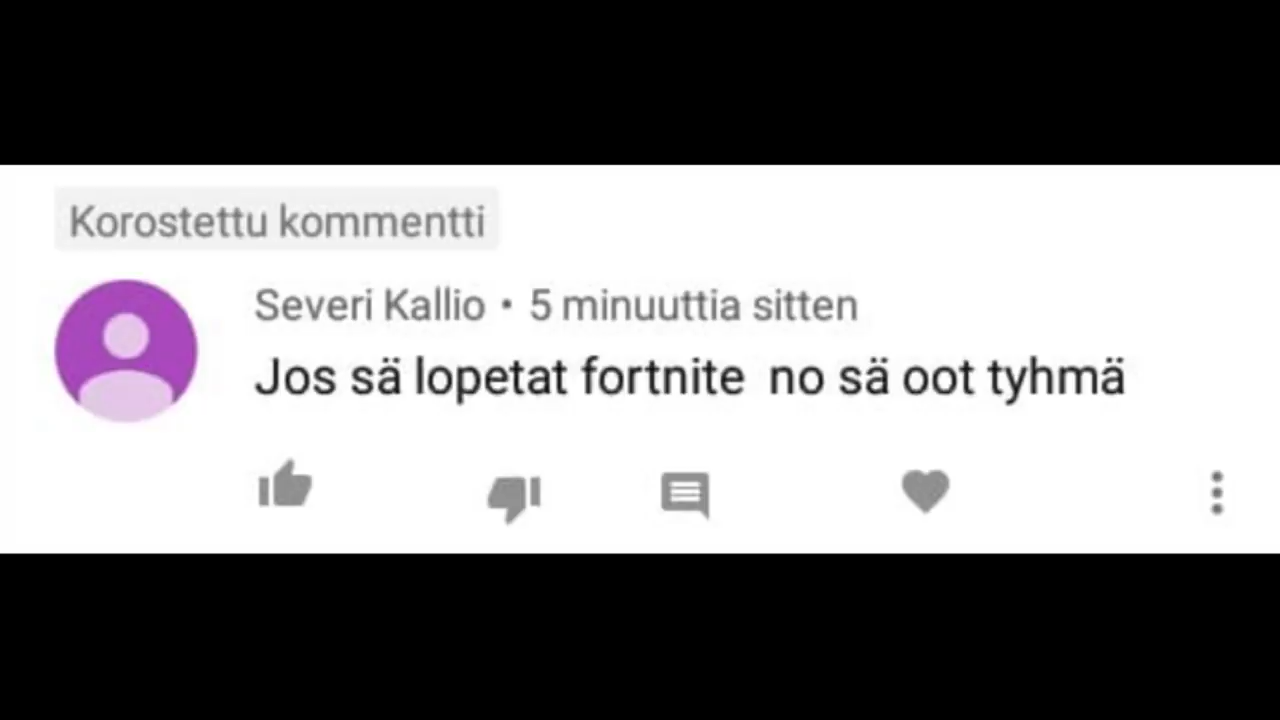 Korostettu kommentti
Severi Kallio • 5 minuuttia sitten
Jos sä lopetat fortnite  no sä oot tyhmä